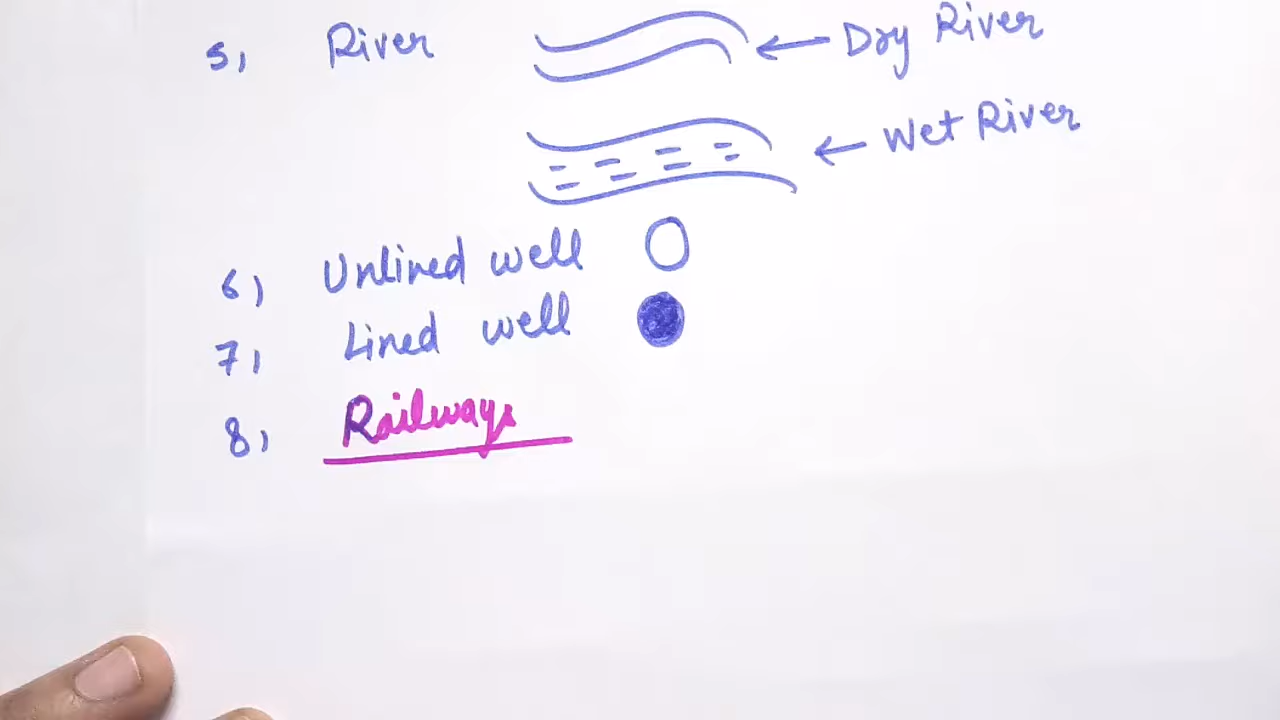 5, River ← Dry River
← Wet River
6) Unlined well
7, Lined well
8, Railways